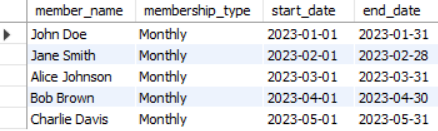 member_name membership_type start_date end_date
John Doe Monthly 2023-01-01 2023-01-31
Jane Smith Monthly 2023-02-01 2023-02-28
Alice Johnson Monthly 2023-03-01 2023-03-31
Bob Brown Monthly 2023-04-01 2023-04-30
Charlie Davis Monthly 2023-05-01 2023-05-31